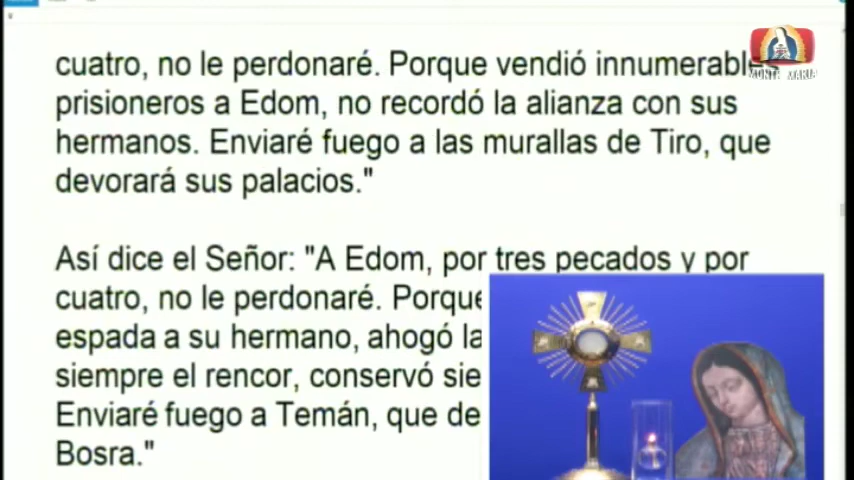 MONTE MARIA
cuatro, no le perdonaré. Porque vendió innumerables
prisioneros a Edom, no recordó la alianza con sus
hermanos. Enviaré fuego a las murallas de Tiro, que
devorará sus palacios."
Así dice el Señor: "A Edom, por tres pecados y por
cuatro, no le perdonaré. Porque
espada a su hermano, ahogó la
siempre el rencor, conservó sie
Enviaré fuego a Temán, que de
Bosra."